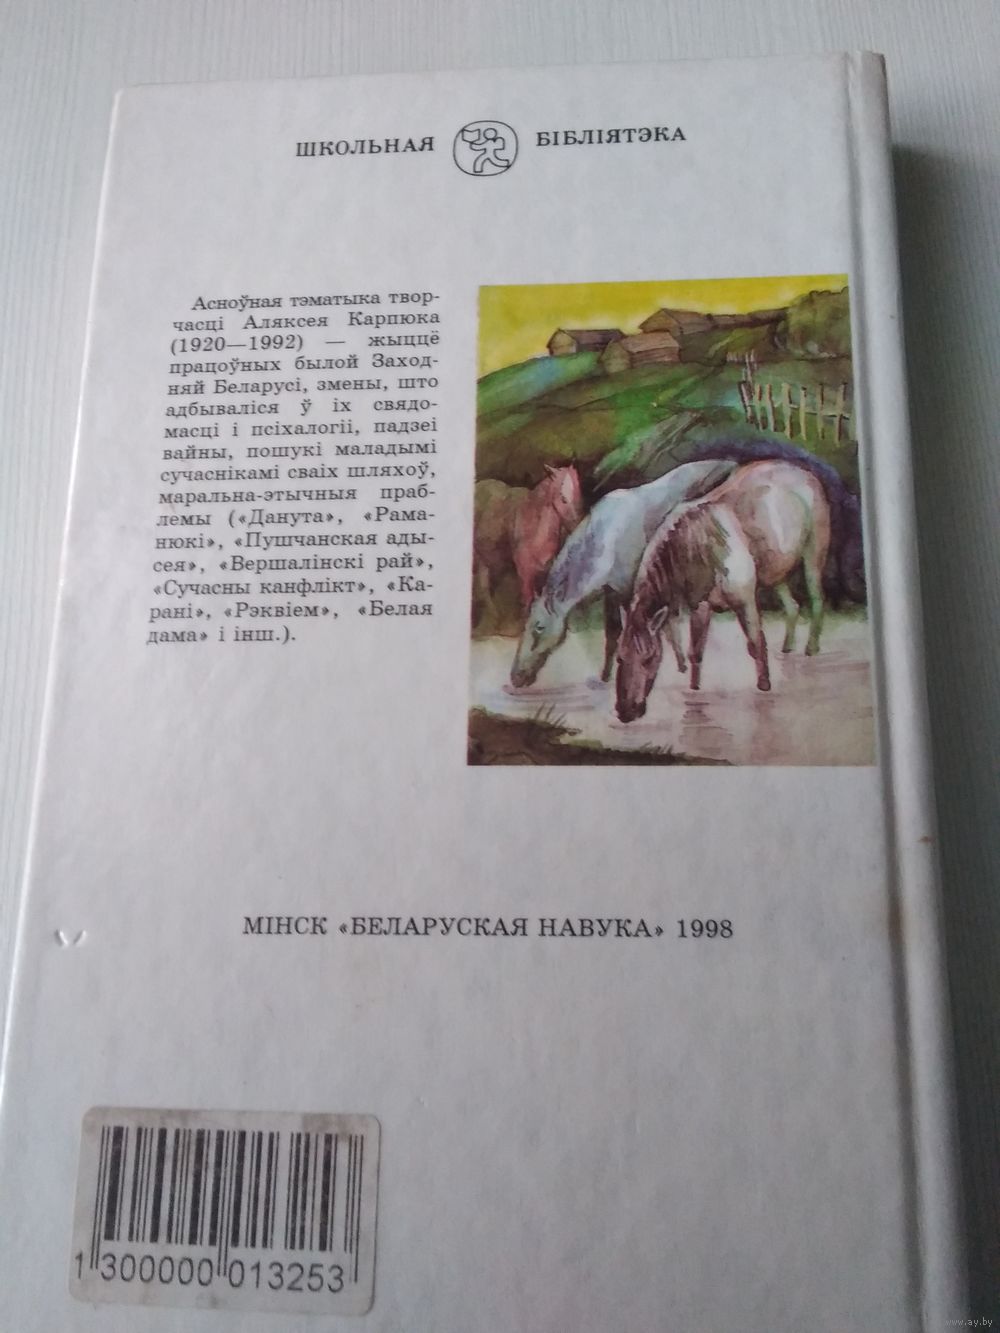 ШКОЛЬНАЯ БІБЛІЯТЭКА
Асноўная тэматыка твор-
часці Аляксея Карпюка
(1920—1992) — жыццё
працоўных былой Заход-
няй Беларусі, змены, што
адбываліся ў іх свядо-
масці і псіхалогіі, падзеі
вайны, пошукі маладымі
сучаснікамі сваіх шляхоў,
маральна-этычныя праб-
лемы («Данута», «Рама-
нюкі», «Пушчанская ады-
сея», «Вершалінскі рай»,
«Сучасны канфлікт», «Ка-
рані», «Рэквіем», «Белая
дама» і інш.).
МІНСК «БЕЛАРУСКАЯ НАВУКА» 1998
1 300000 013253
www.ay.by